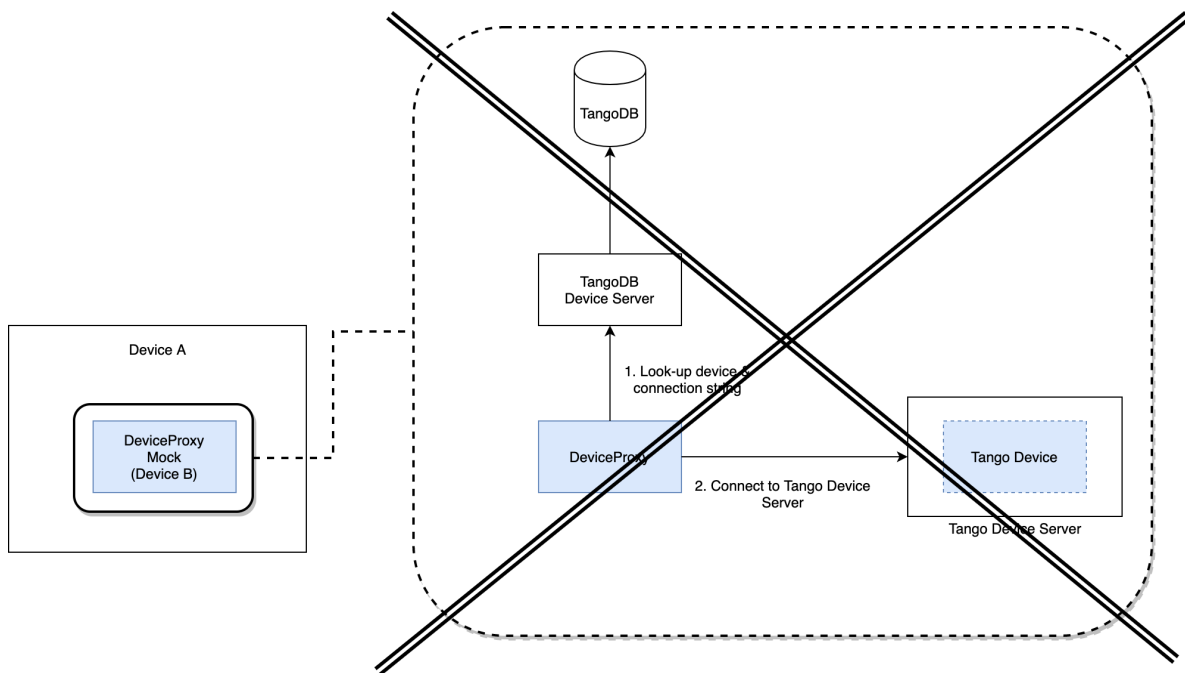 TangoDB
TangoDB
Device Server
Device A
1. Look-up device &
connection string
DeviceProxy
Mock
(Device B)
DeviceProxy
Tango Device
2. Connect to Tango Device
Server
Tango Device Server